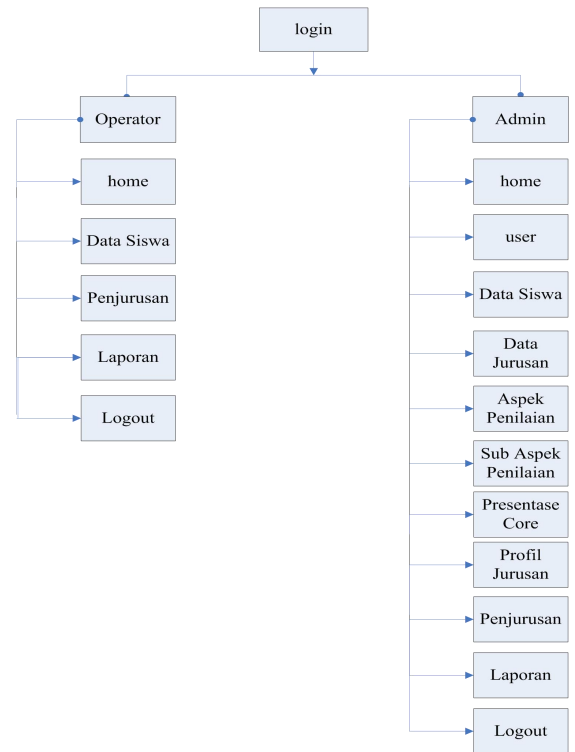 login
Operator
home
Data Siswa
Penjurusan
Laporan
Logout
Admin
home
user
Data Siswa
Data
Jurusan
Aspek
Penilaian
Sub Aspek
Penilaian
Presentase
Core
Profil
Jurusan
Penjurusan
Laporan
Logout